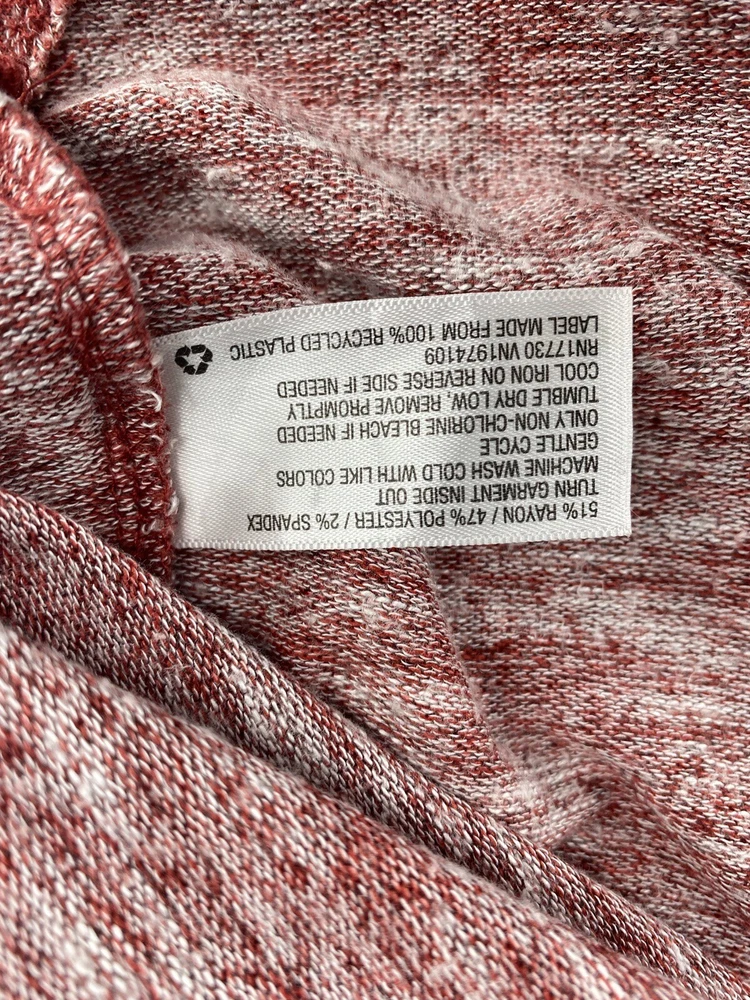 51% RAYON / 47% POLYESTER / 2% SPANDEX
TURN GARMENT INSIDE OUT
MACHINE WASH COLD WITH LIKE COLORS
GENTLE CYCLE
ONLY NON-CHLORINE BLEACH IF NEEDED
TUMBLE DRY LOW, REMOVE PROMPTLY
COOL IRON ON REVERSE SIDE IF NEEDED
RN17730 VN1974109
LABEL MADE FROM 100% RECYCLED PLASTIC